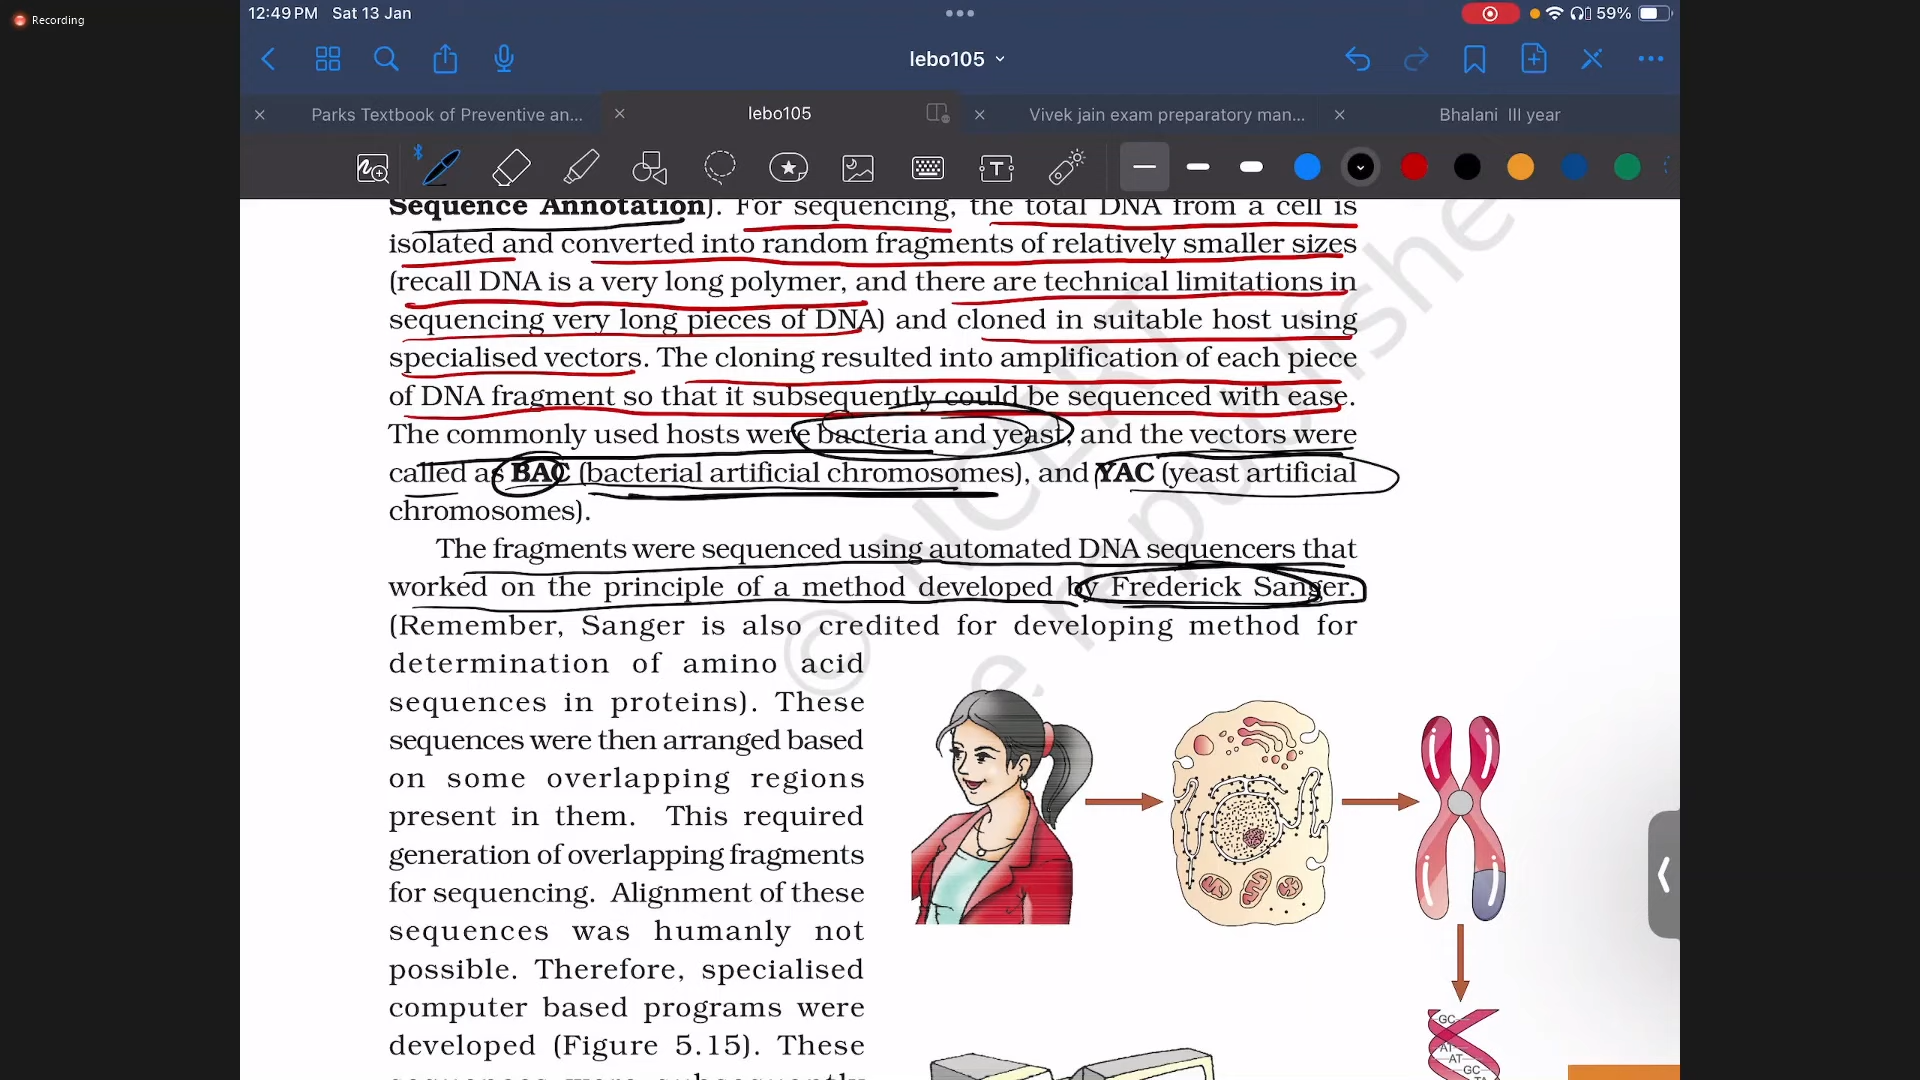 Recording
12:49 PM Sat 13 Jan
59%
lebo105
Parks Textbook of Preventive an...
lebo105
Vivek jain exam preparatory man...
Bhalani III year
Sequence Annotation). For sequencing, the total DNA from a cell is
isolated and converted into random fragments of relatively smaller sizes
(recall DNA is a very long polymer, and there are technical limitations in
sequencing very long pieces of DNA) and cloned in suitable host using
specialised vectors. The cloning resulted into amplification of each piece
of DNA fragment so that it subsequently could be sequenced with ease.
The commonly used hosts were bacteria and yeast, and the vectors were
called as BAC (bacterial artificial chromosomes), and YAC (yeast artificial
chromosomes).
The fragments were sequenced using automated DNA sequencers that
worked on the principle of a method developed by Frederick Sanger.
(Remember, Sanger is also credited for developing method for
determination of amino acid
sequences in proteins). These
sequences were then arranged based
on some overlapping regions
present in them. This required
generation of overlapping fragments
for sequencing. Alignment of these
sequences was humanly not
possible. Therefore, specialised
computer based programs were
developed (Figure 5.15). These
GC
AT
AT
GC
TA
© NCERT
e republishe